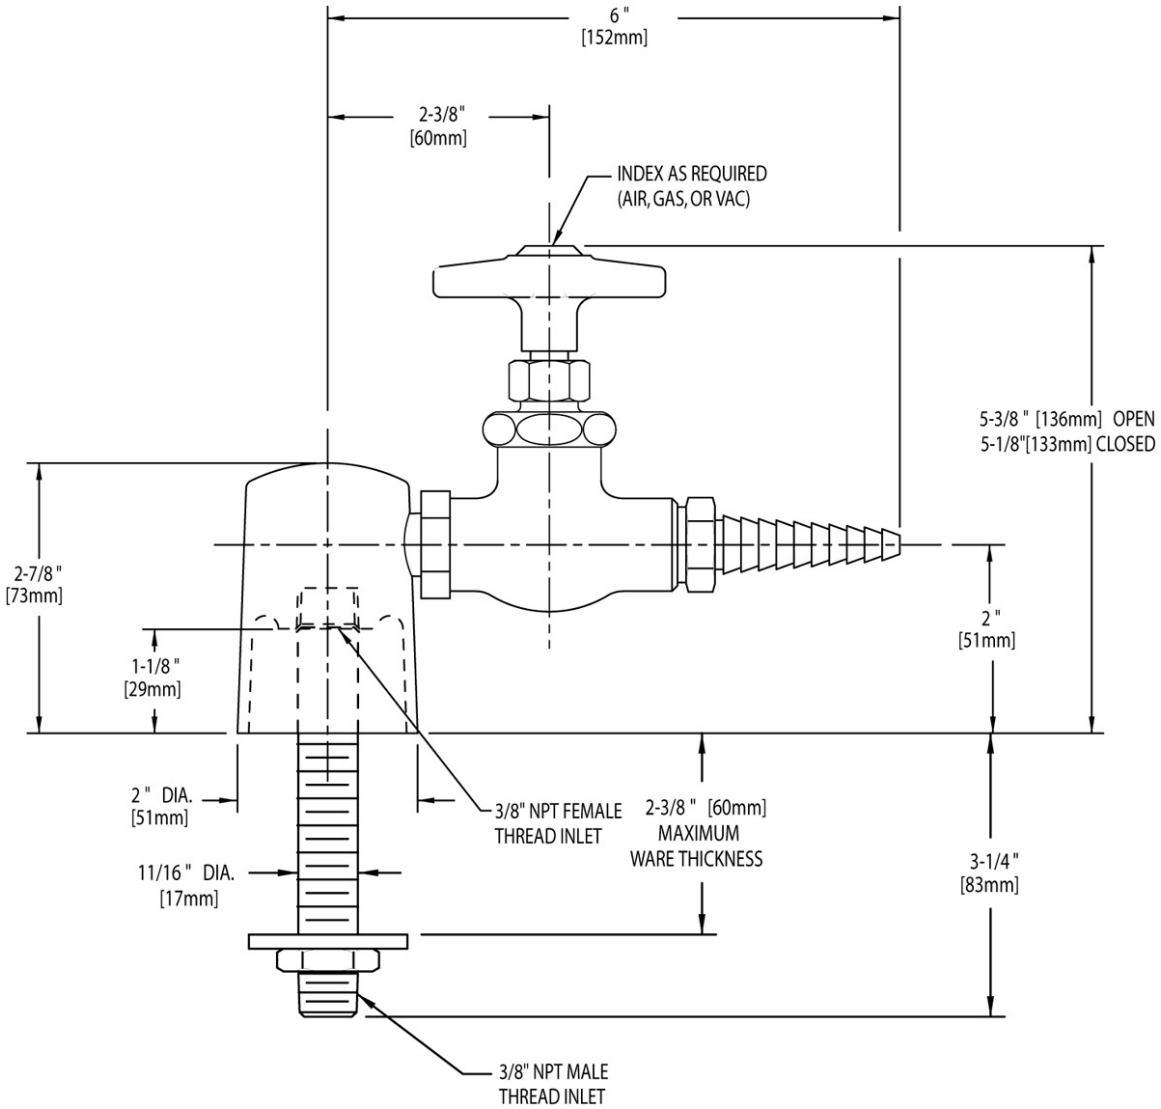 6 "
[152mm]
2-3/8"
[60mm]
INDEX AS REQUIRED
(AIR, GAS, OR VAC)
5-3/8 " [136mm] OPEN
5-1/8"[133mm] CLOSED
2-7/8"
[73mm]
2 "
[51mm]
1-1/8 "
[29mm]
2 " DIA.
[51mm]
3/8" NPT FEMALE
THREAD INLET
2-3/8 " [60mm]
MAXIMUM
WARE THICKNESS
3-1/4"
[83mm]
11/16 " DIA.
[17mm]
3/8" NPT MALE
THREAD INLET